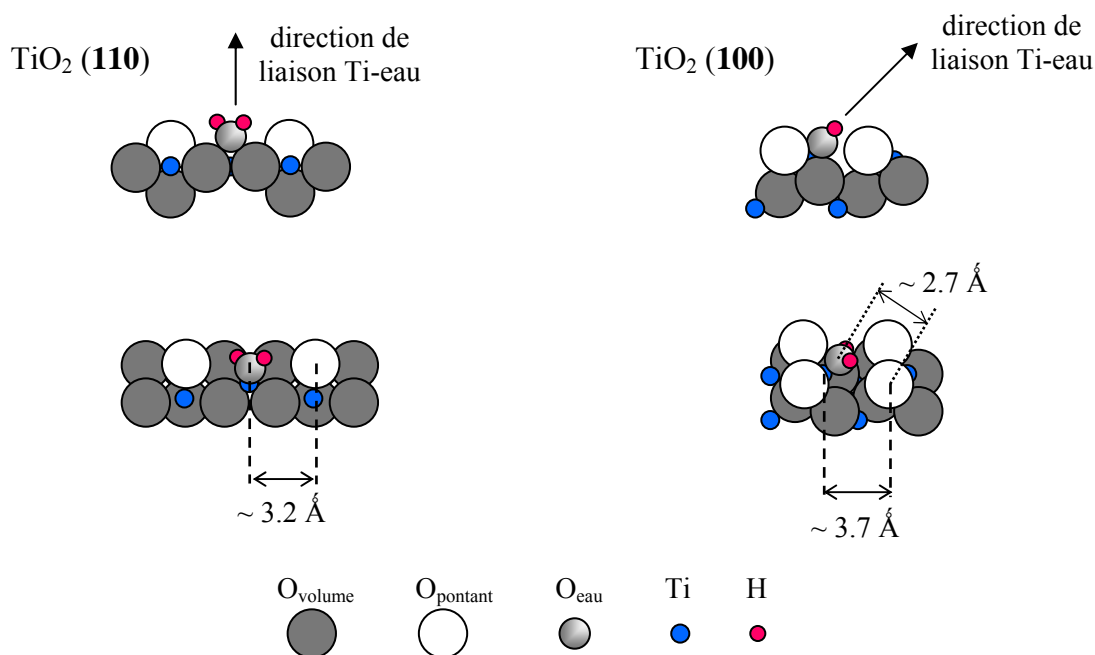 TiO2 (110)
direction de
liaison Ti-eau
TiO2 (100)
direction de
liaison Ti-eau
~ 3.2 Ǻ
~ 2.7 Ǻ
~ 3.7 Ǻ
Ovolume
Opontant
Oeau
Ti
H